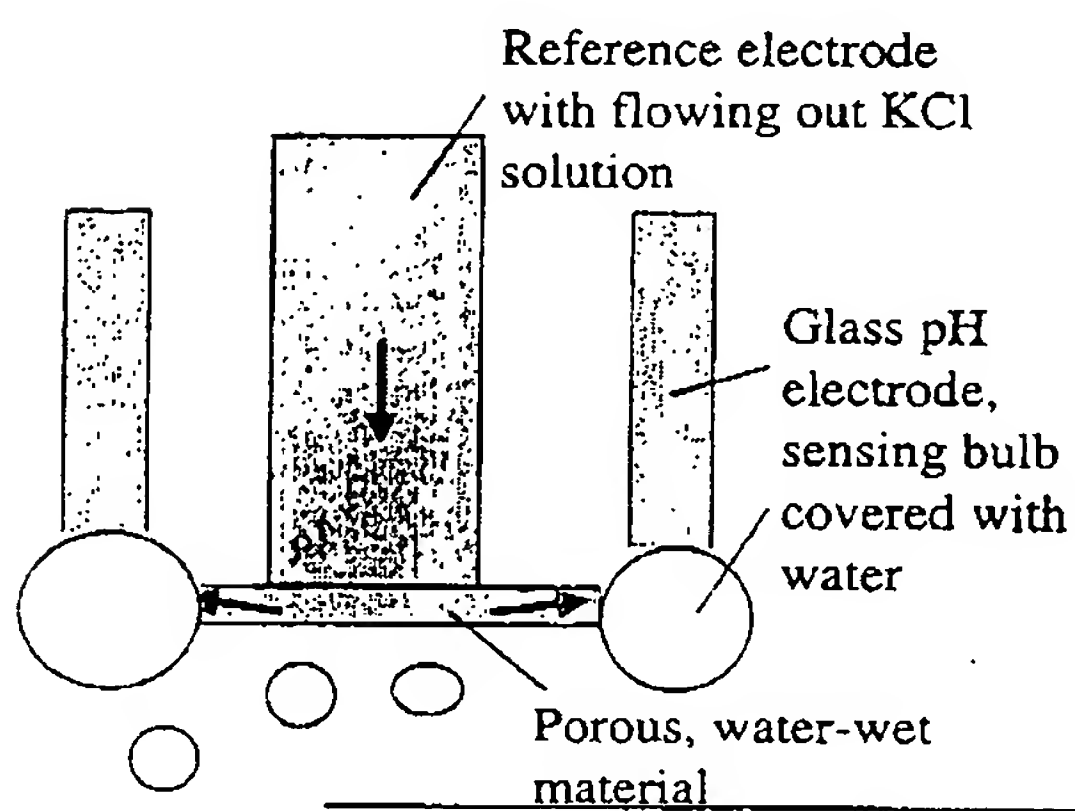 Reference electrode
with flowing out KCl
solution
Glass pH
electrode,
sensing bulb
covered with
water
Porous, water-wet
material